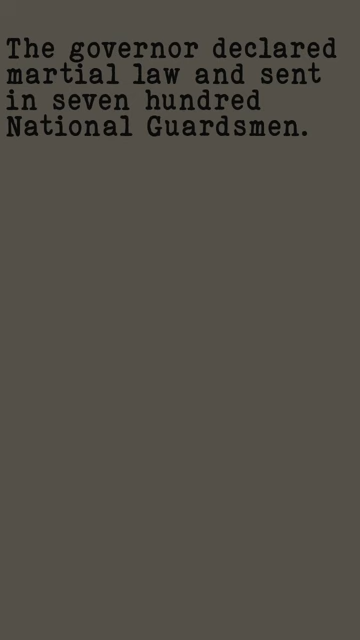 The governor declared
martial law and sent
in seven hundred
National Guardsmen.